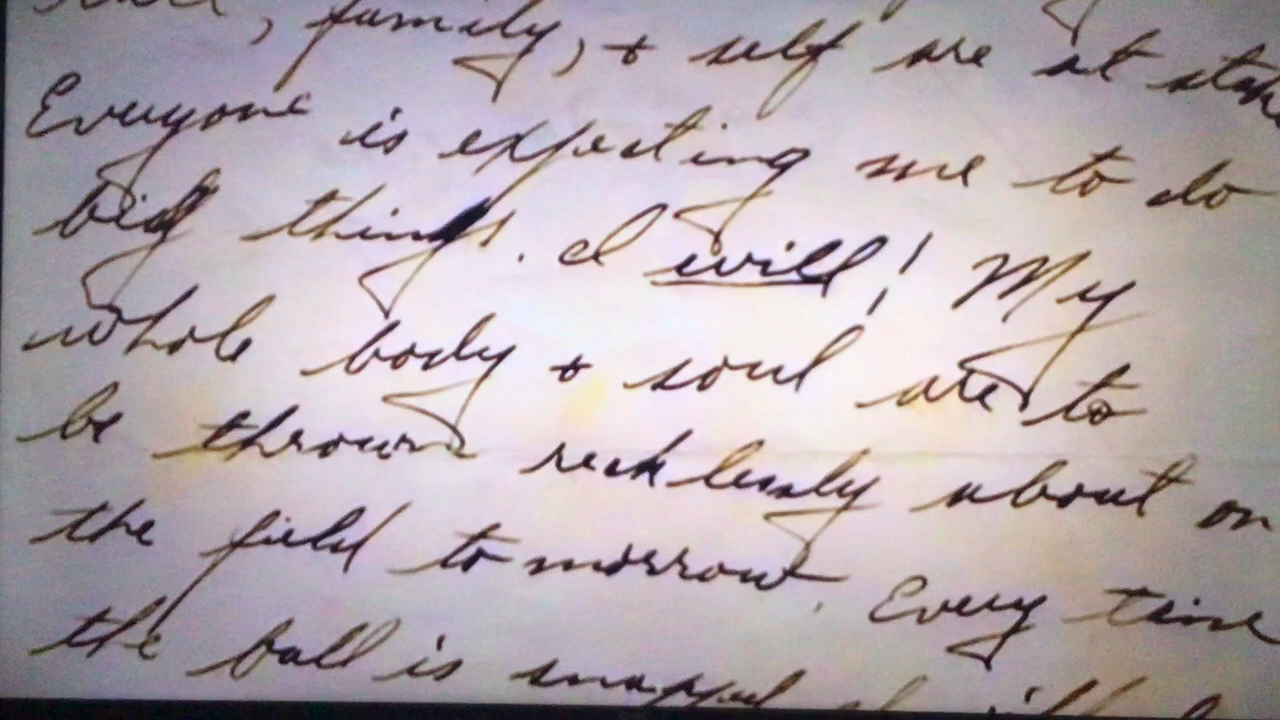 , family, + self are at stake
Everyone is expecting me to do
big things. I will! My
whole body + soul are to
be thrown recklessly about on
the field tomorrow. Every time
the ball is snapped I will